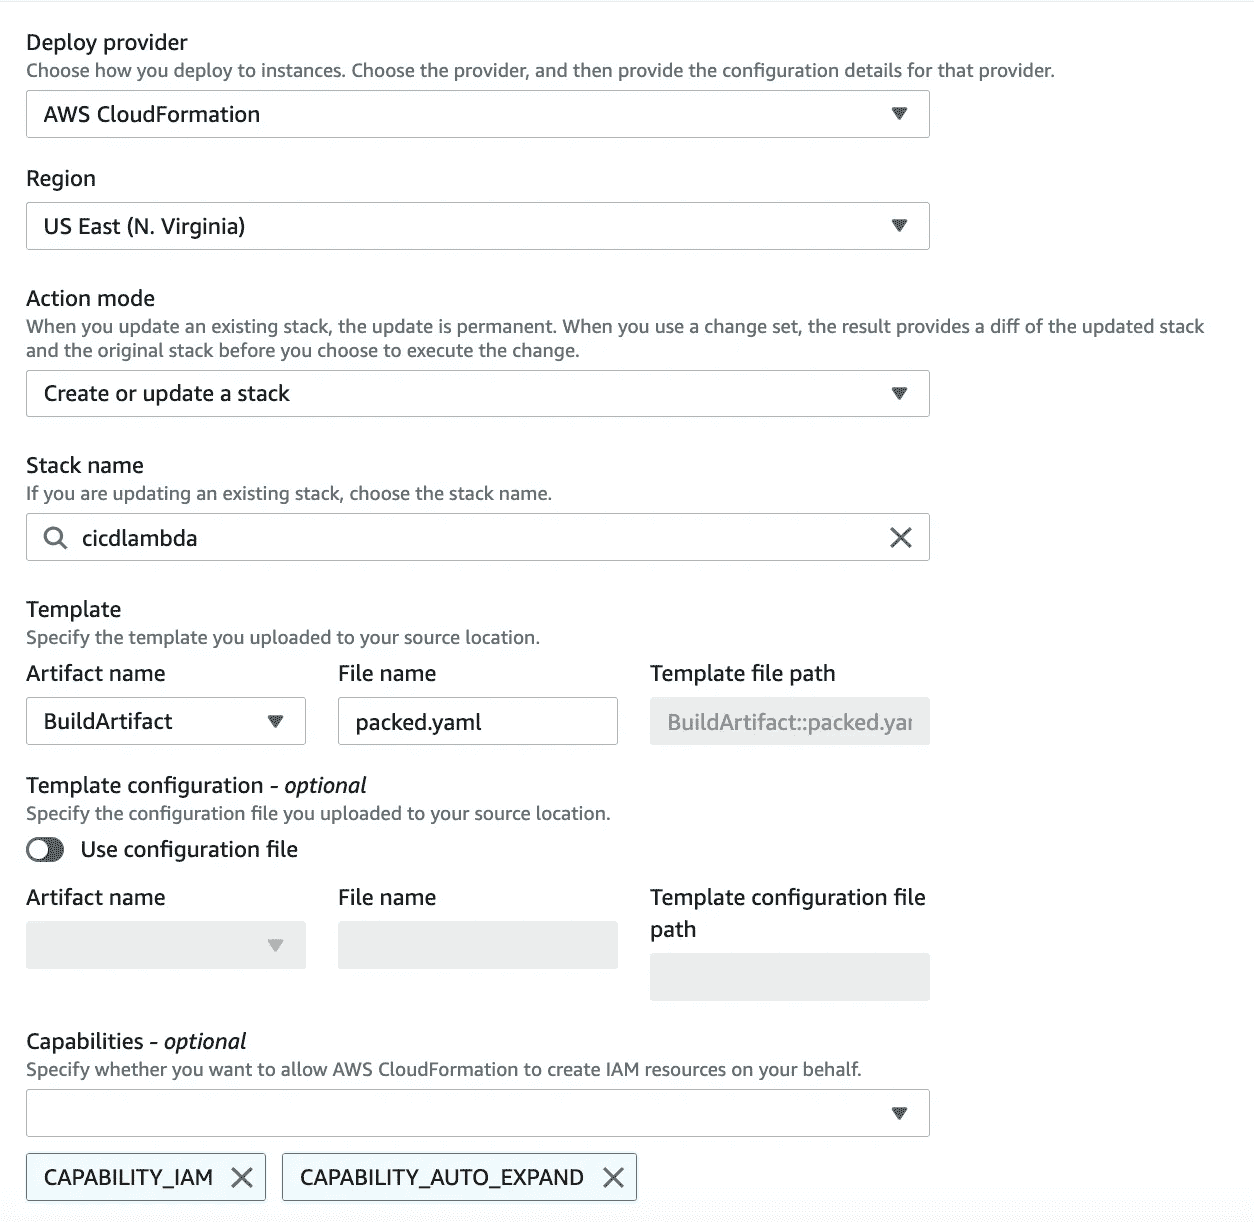 Deploy provider
Choose how you deploy to instances. Choose the provider, and then provide the configuration details for that provider.
AWS CloudFormation
Region
US East (N. Virginia)
Action mode
When you update an existing stack, the update is permanent. When you use a change set, the result provides a diff of the updated stack
and the original stack before you choose to execute the change.
Create or update a stack
Stack name
If you are updating an existing stack, choose the stack name.
cicdlambda
Template
Specify the template you uploaded to your source location.
Artifact name File name Template file path
BuildArtifact packed.yaml BuildArtifact::packed.yar
Template configuration - optional
Specify the configuration file you uploaded to your source location.
Use configuration file
Artifact name File name Template configuration file
path
Capabilities - optional
Specify whether you want to allow AWS CloudFormation to create IAM resources on your behalf.
CAPABILITY_IAM CAPABILITY_AUTO_EXPAND